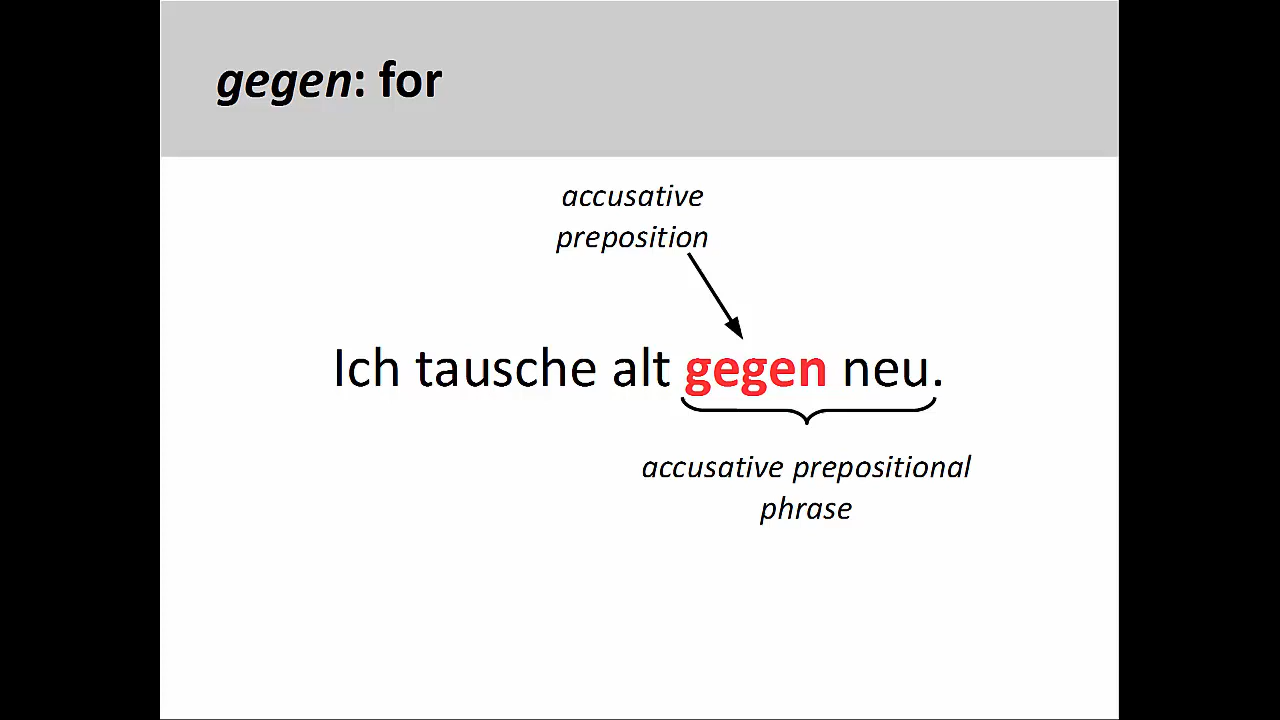 gegen: for
accusative
preposition
Ich tausche alt gegen neu.
accusative prepositional
phrase